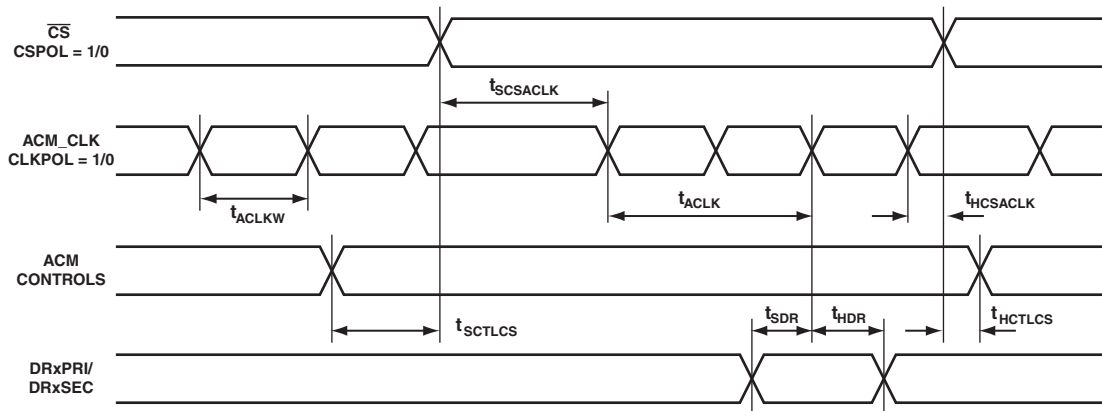 CS
CSPOL = 1/0
tSCSACLK
ACM_CLK
CLKPOL = 1/0
tACLKW
tACLK
tHCSACLK
ACM
CONTROLS
tSCTLCS
tSDR
tHDR
tHCTLCS
DRxPRI/
DRxSEC